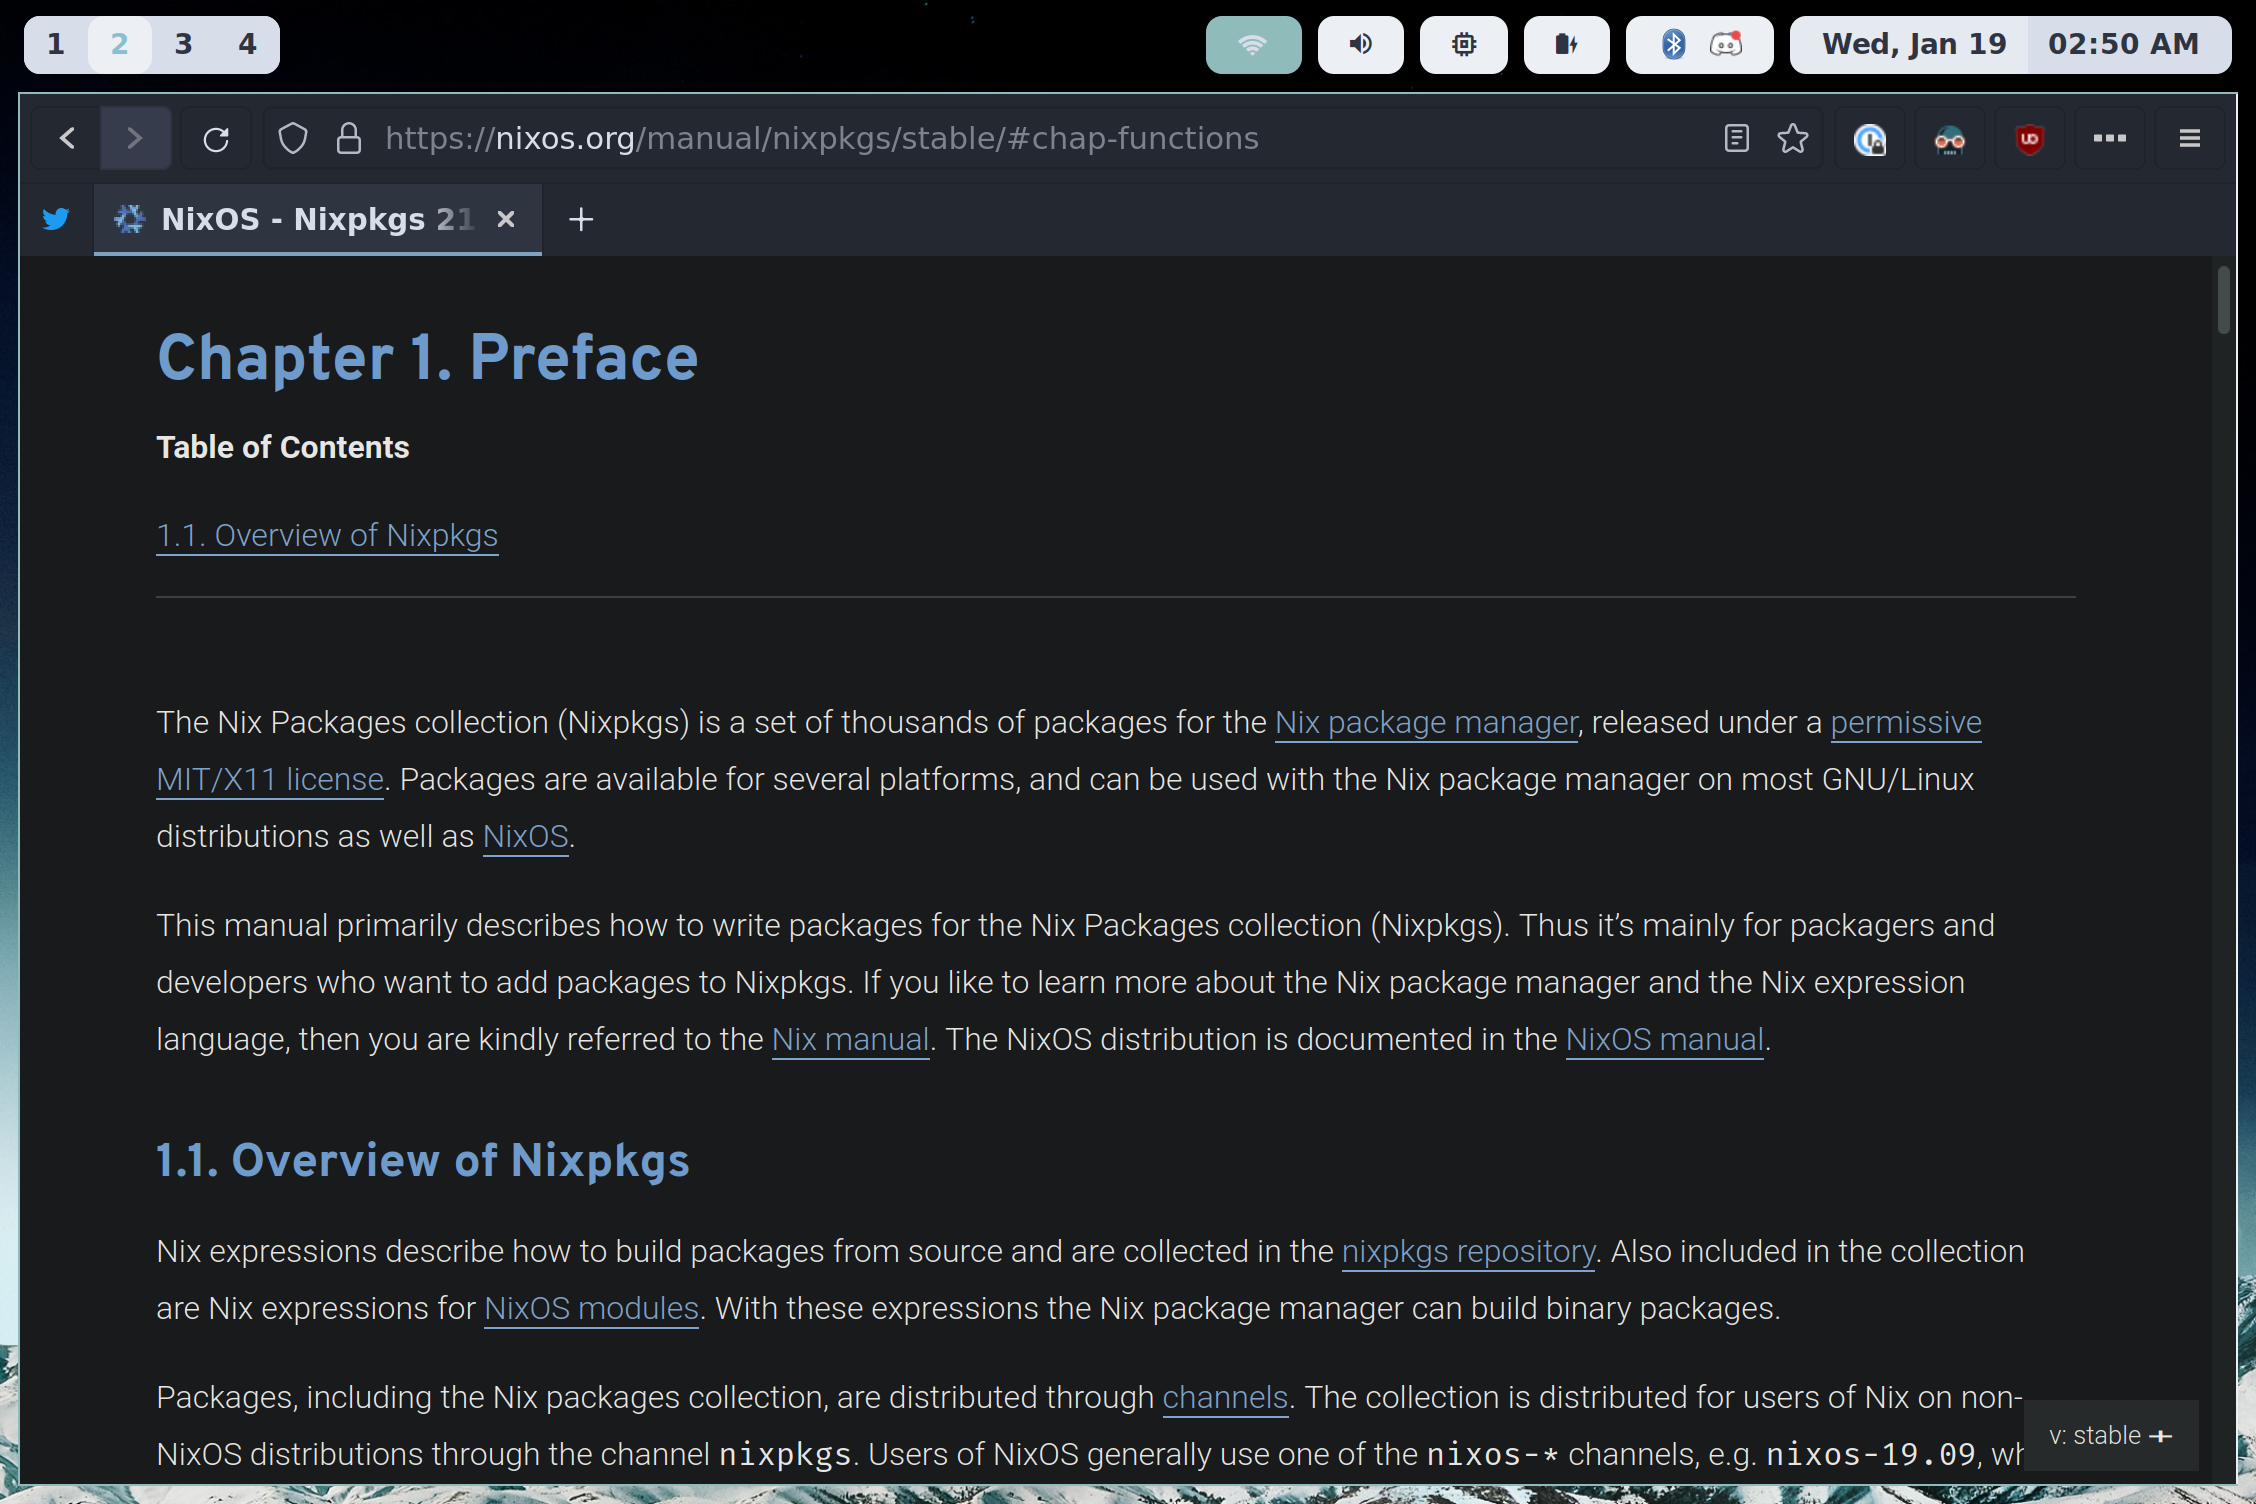 1 2 3 4 Wed, Jan 19 02:50 AM
https://nixos.org/manual/nixpkgs/stable/#chap-functions
NixOS - Nixpkgs 21
Chapter 1. Preface
Table of Contents
1.1. Overview of Nixpkgs
The Nix Packages collection (Nixpkgs) is a set of thousands of packages for the Nix package manager, released under a permissive
MIT/X11 license. Packages are available for several platforms, and can be used with the Nix package manager on most GNU/Linux
distributions as well as NixOS.
This manual primarily describes how to write packages for the Nix Packages collection (Nixpkgs). Thus it’s mainly for packagers and
developers who want to add packages to Nixpkgs. If you like to learn more about the Nix package manager and the Nix expression
language, then you are kindly referred to the Nix manual. The NixOS distribution is documented in the NixOS manual.
1.1. Overview of Nixpkgs
Nix expressions describe how to build packages from source and are collected in the nixpkgs repository. Also included in the collection
are Nix expressions for NixOS modules. With these expressions the Nix package manager can build binary packages.
Packages, including the Nix packages collection, are distributed through channels. The collection is distributed for users of Nix on non-
NixOS distributions through the channel nixpkgs. Users of NixOS generally use one of the nixos-* channels, e.g. nixos-19.09,
v: stable